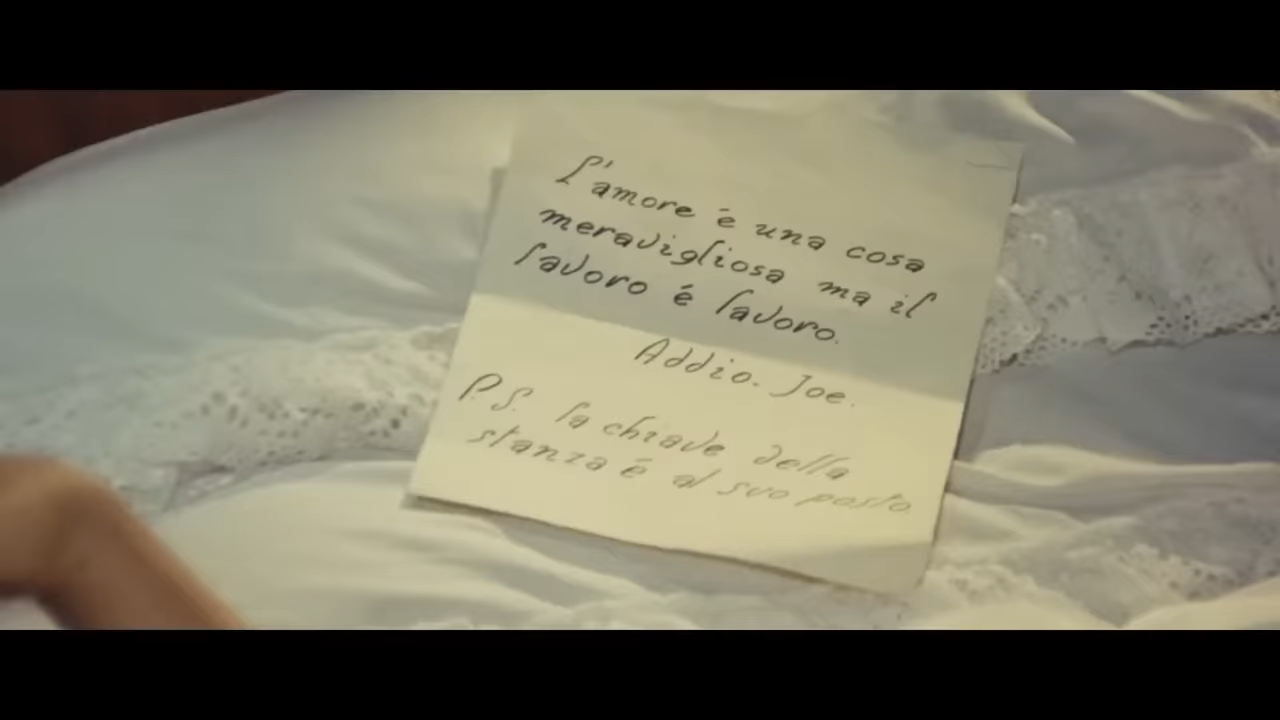 L'amore é una cosa
meravigliosa ma il
lavoro é lavoro.
Addio. Joe.
P.S. la chiave della
stanza é al suo posto.